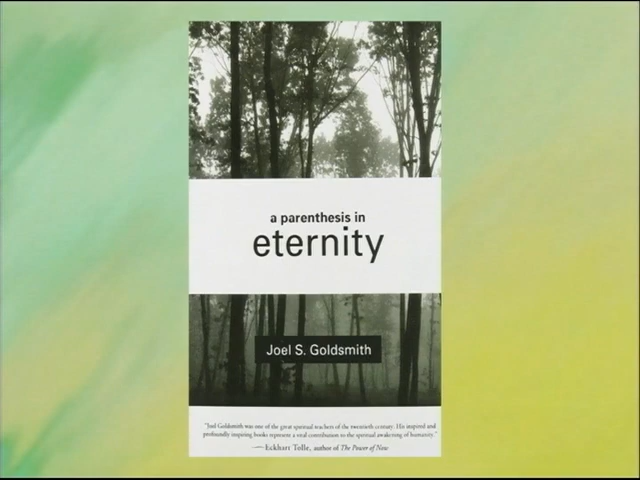 a parenthesis in
eternity
Joel S. Goldsmith
"Joel Goldsmith was one of the great spiritual teachers of the twentieth century. His inspired and
profoundly inspiring books represent a vital contribution to the spiritual awakening of humanity."
— Eckhart Tolle, author of The Power of Now